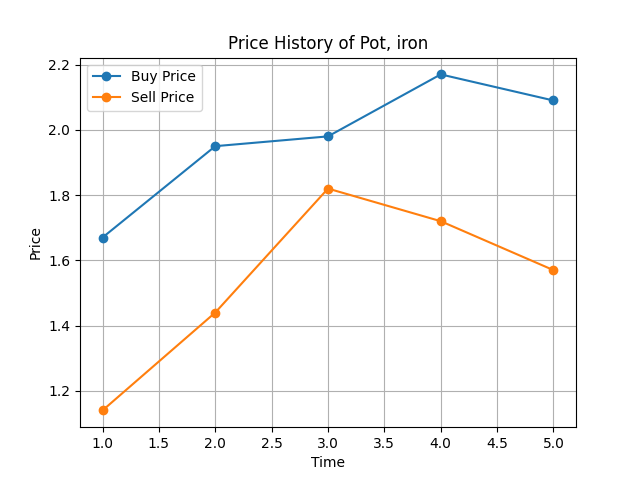 Price History of Pot, iron
Buy Price
Sell Price
2.2
2.0
1.8
1.6
1.4
1.2
Price
1.0 1.5 2.0 2.5 3.0 3.5 4.0 4.5 5.0
Time